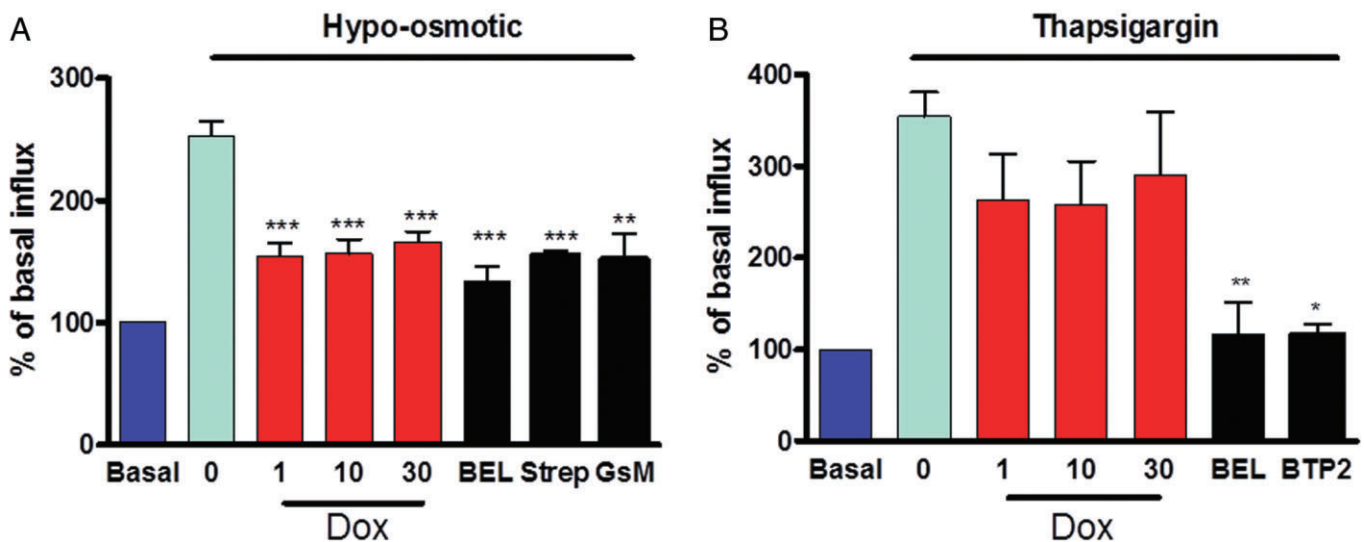 A
Hypo-osmotic
% of basal influx
300
200
100
0
*** *** *** *** *** **
Basal 0 1 10 30 BEL Strep GsM
Dox
B
Thapsigargin
% of basal influx
400
300
200
100
0
** *
Basal 0 1 10 30 BEL BTP2
Dox